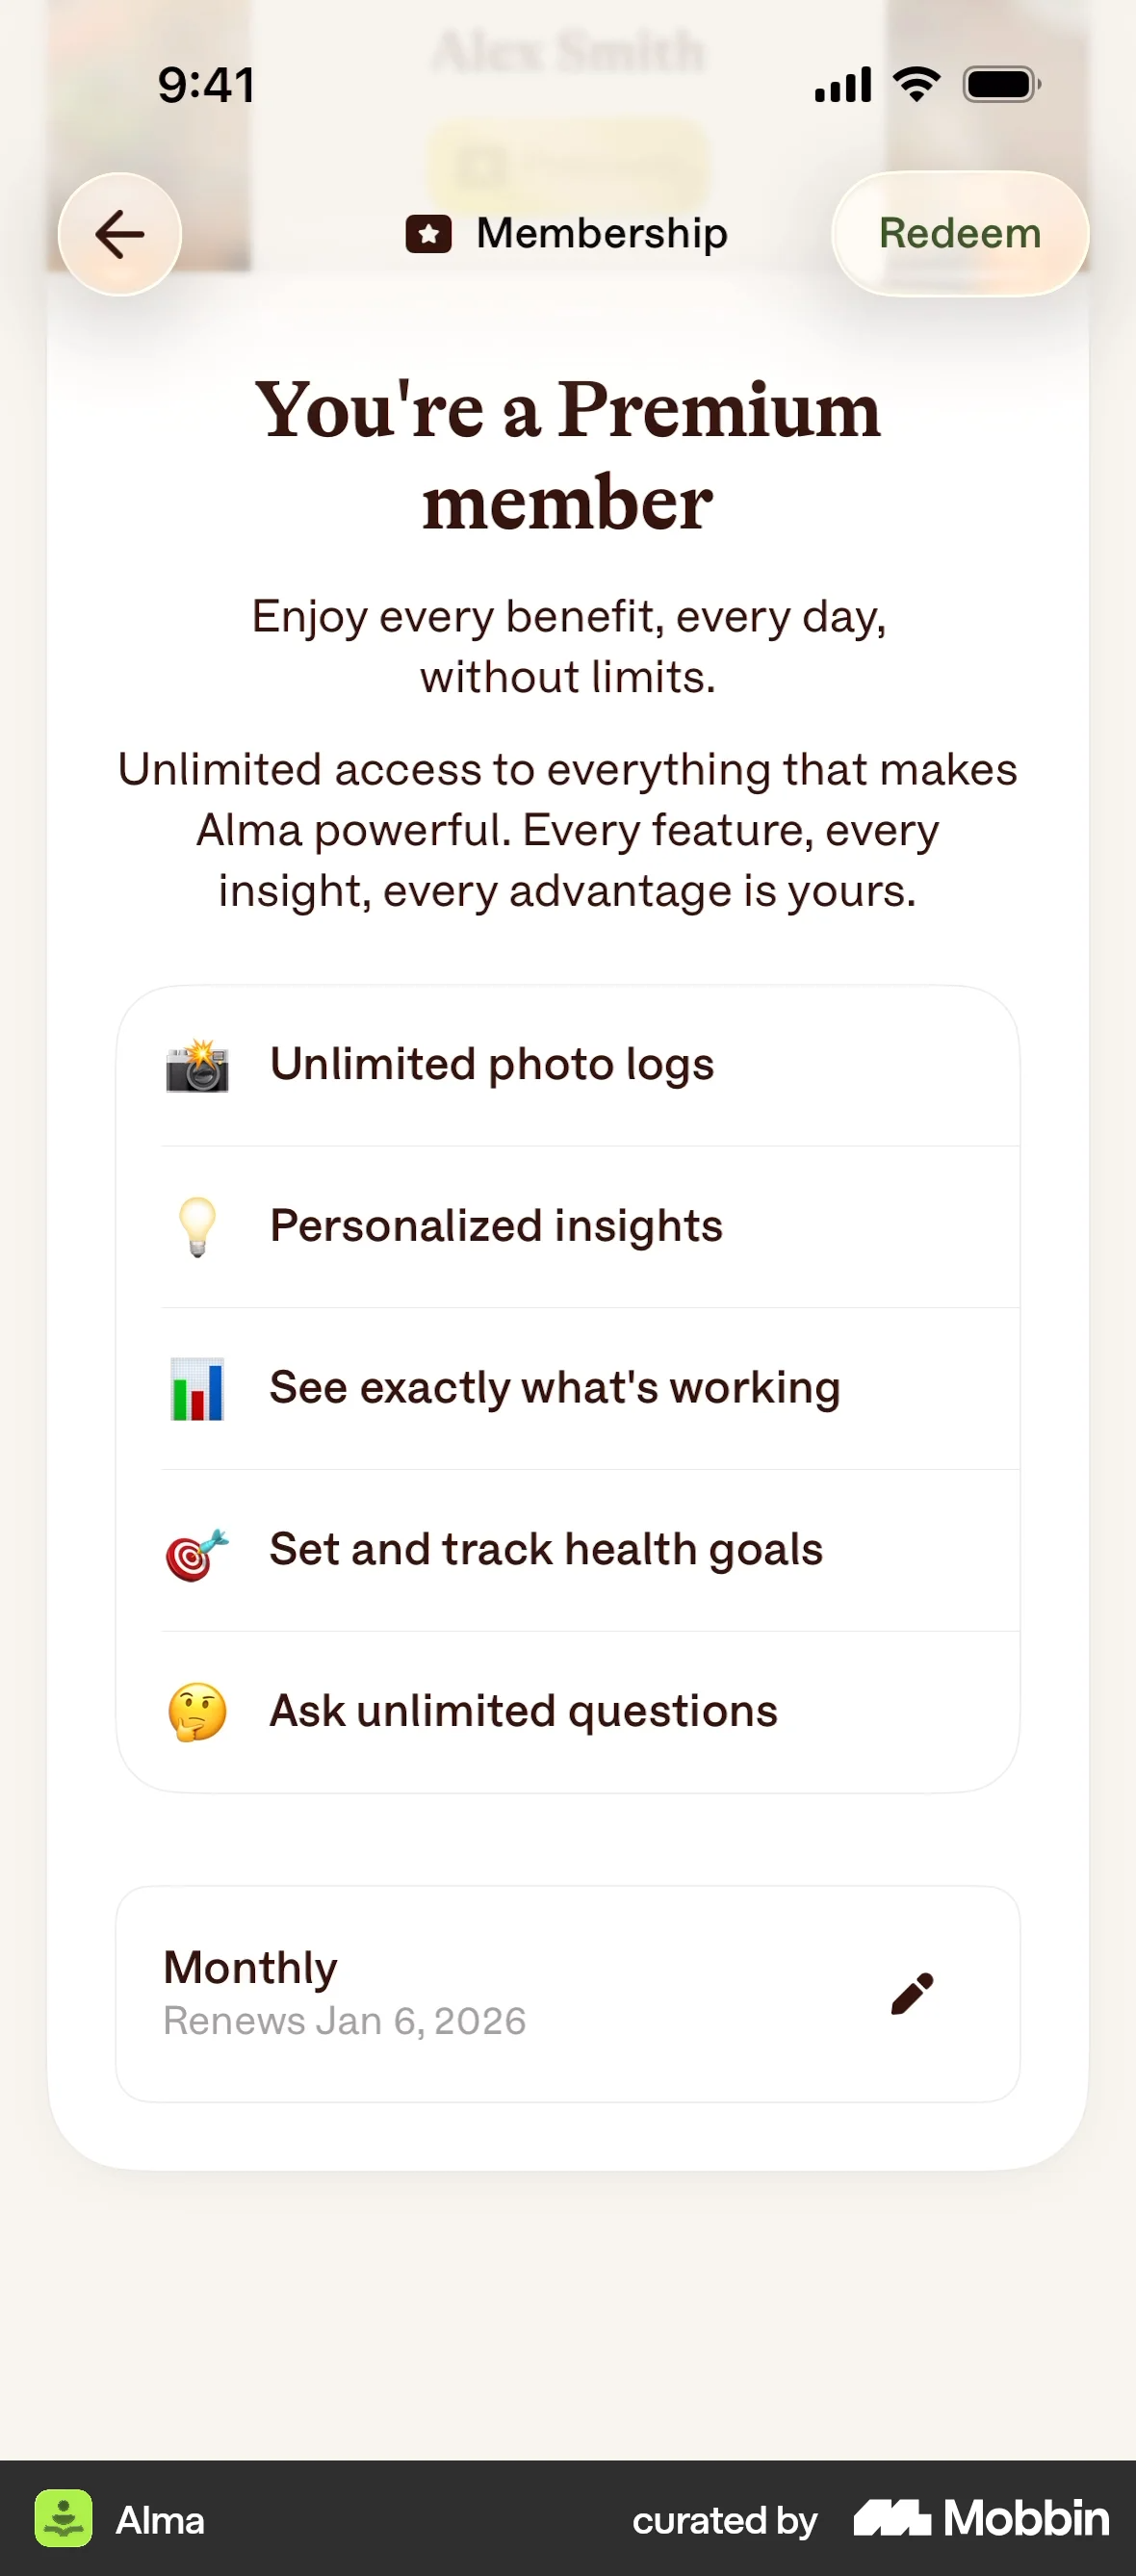 Alex Smith
9:41
Membership
Redeem
You're a Premium
member
Enjoy every benefit, every day,
without limits.
Unlimited access to everything that makes
Alma powerful. Every feature, every
insight, every advantage is yours.
Unlimited photo logs
Personalized insights
See exactly what's working
Set and track health goals
Ask unlimited questions
Monthly
Renews Jan 6, 2026
Alma
curated by Mobbin